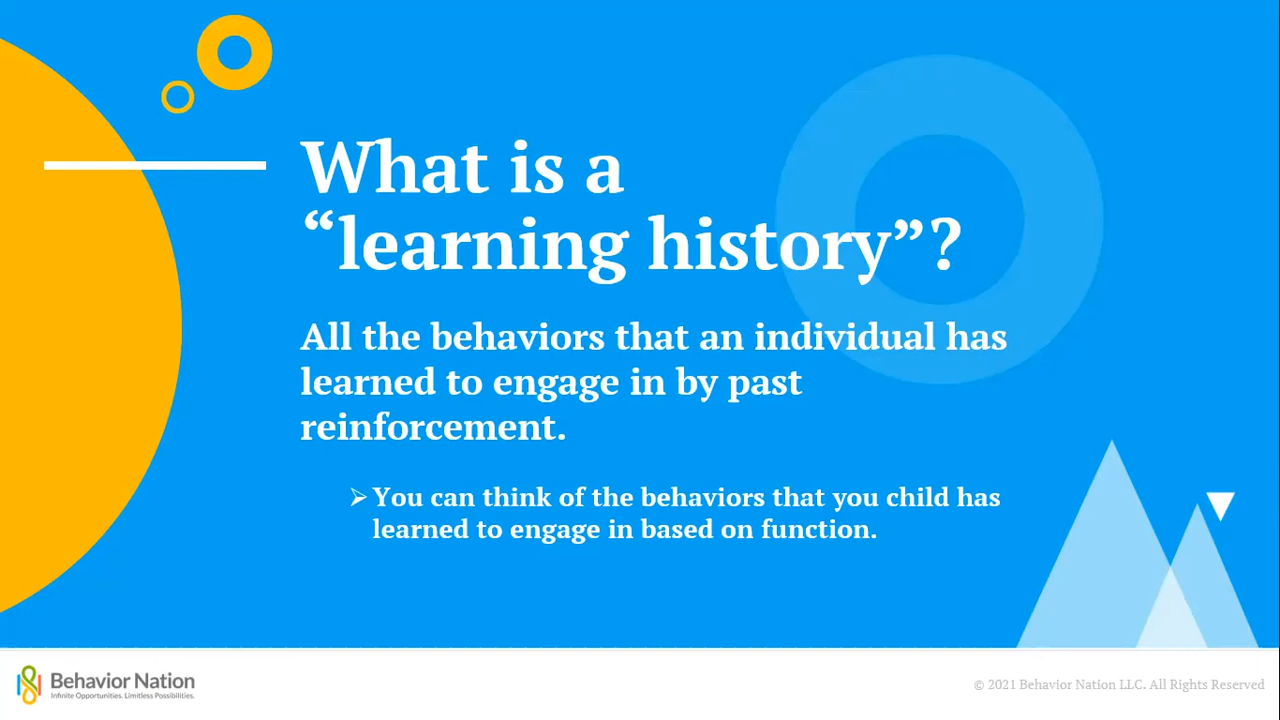 What is a
“learning history”?
All the behaviors that an individual has
learned to engage in by past
reinforcement.
➢ You can think of the behaviors that you child has
learned to engage in based on function.
Behavior Nation
Infinite Opportunities. Limitless Possibilities.
© 2021 Behavior Nation LLC. All Rights Reserved